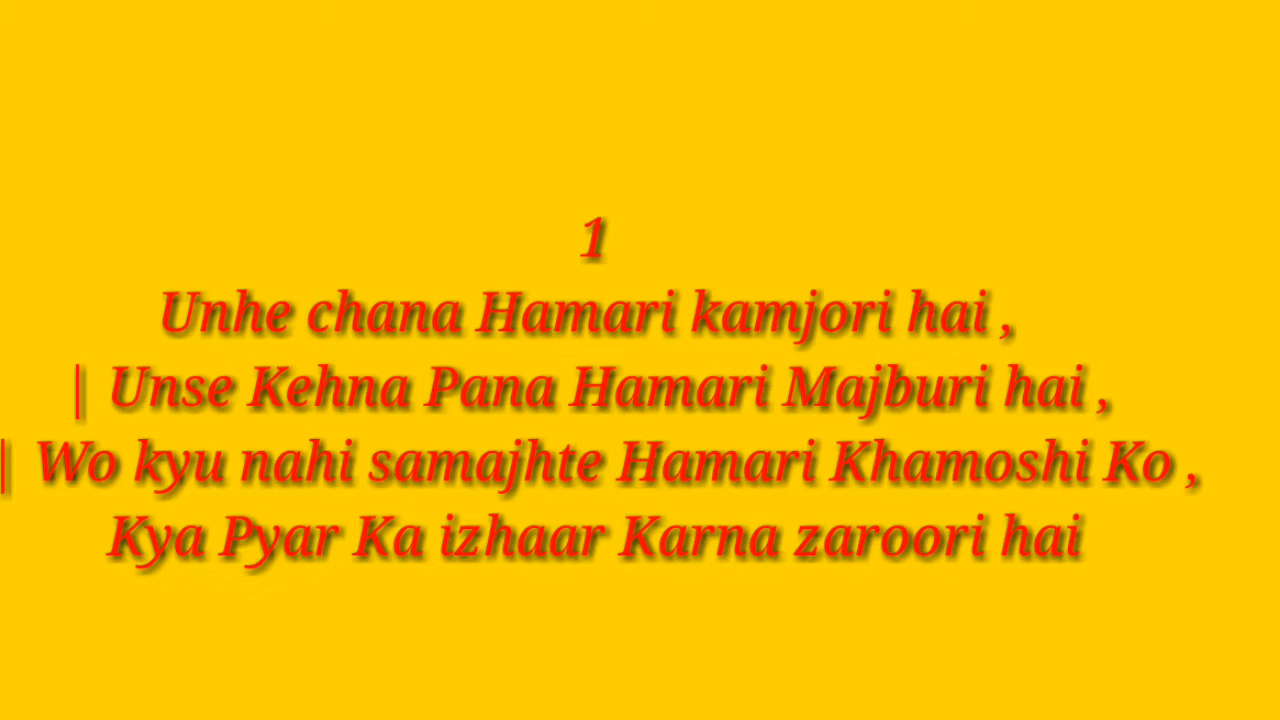 1
Unhe chana Hamari kamjori hai ,
| Unse Kehna Pana Hamari Majburi hai ,
| Wo kyu nahi samajhte Hamari Khamoshi Ko ,
Kya Pyar Ka izhaar Karna zaroori hai